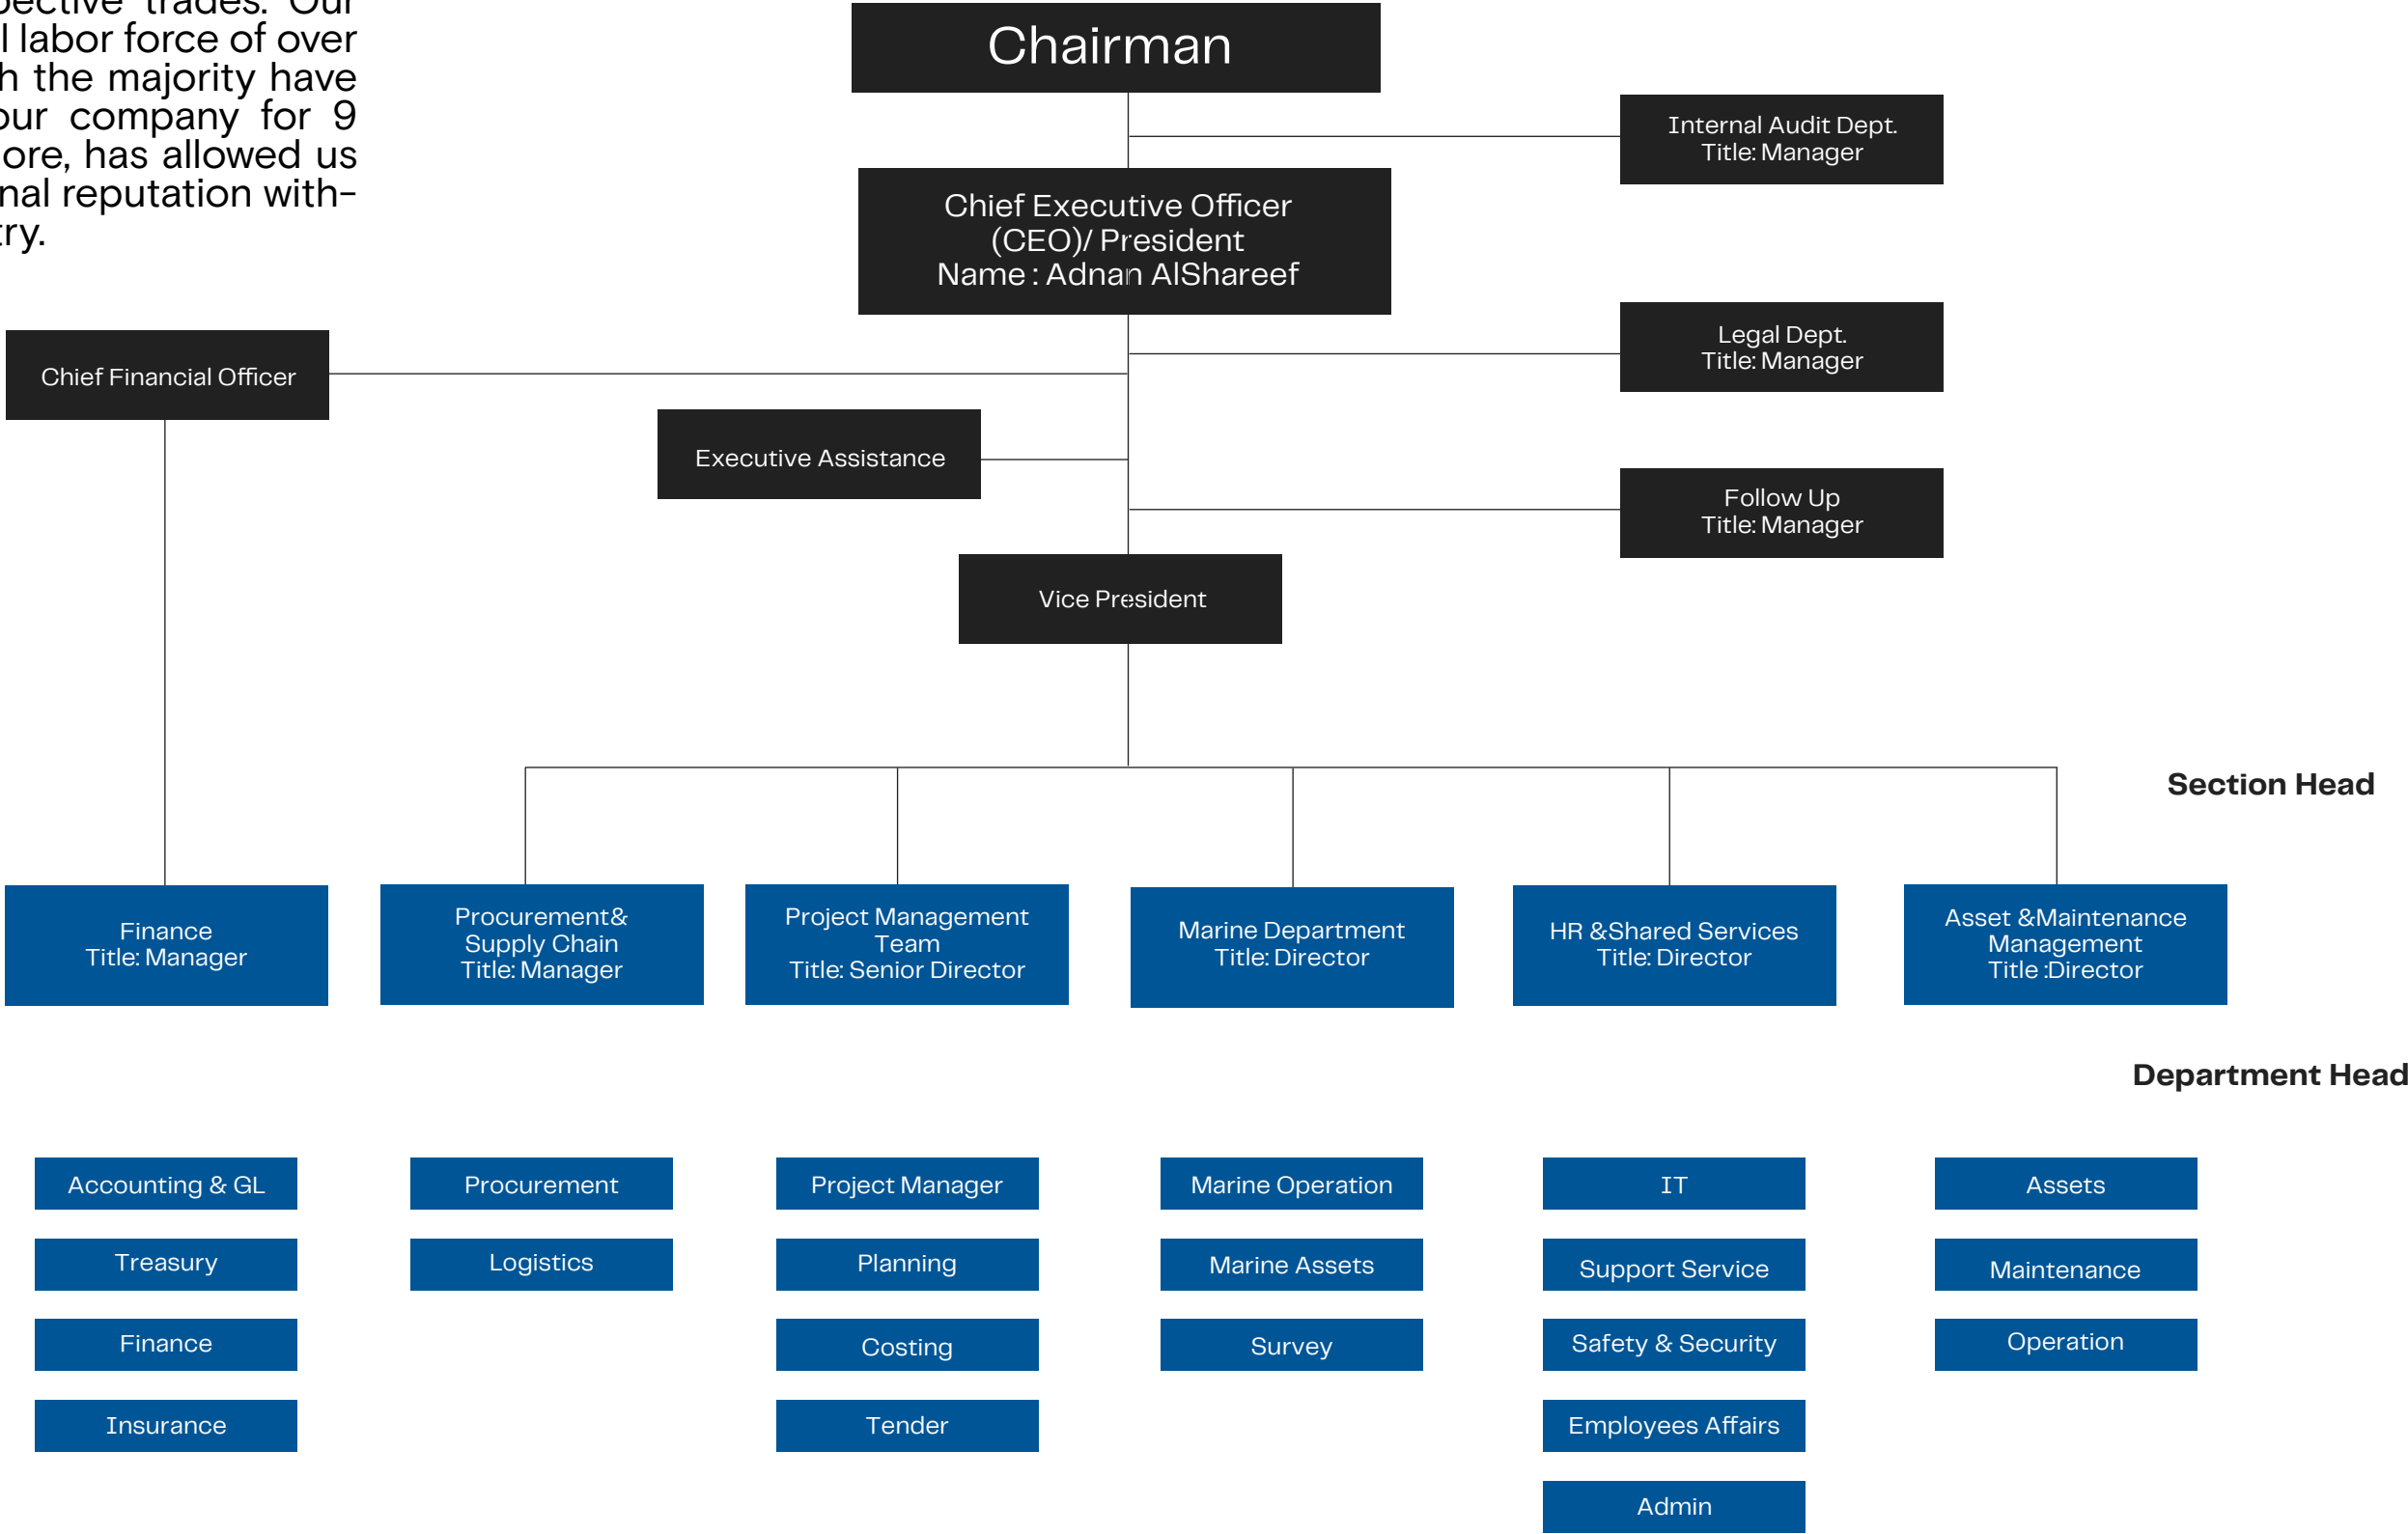 trades. Our
labor force of over
the majority have
our company for 9
has allowed us
reputation with-
Chairman
Internal Audit Dept.
Title: Manager
Chief Executive Officer
(CEO)/ President
Name : Adnan AlShareef
Legal Dept.
Title: Manager
Chief Financial Officer
Executive Assistance
Follow Up
Title: Manager
Vice President
Section Head
Finance
Title: Manager
Procurement&
Supply Chain
Title: Manager
Project Management
Team
Title: Senior Director
Marine Department
Title: Director
HR &Shared Services
Title: Director
Asset &Maintenance
Management
Title :Director
Department Head
Accounting & GL
Treasury
Finance
Insurance
Procurement
Logistics
Project Manager
Planning
Costing
Tender
Marine Operation
Marine Assets
Survey
IT
Support Service
Safety & Security
Employees Affairs
Admin
Assets
Maintenance
Operation